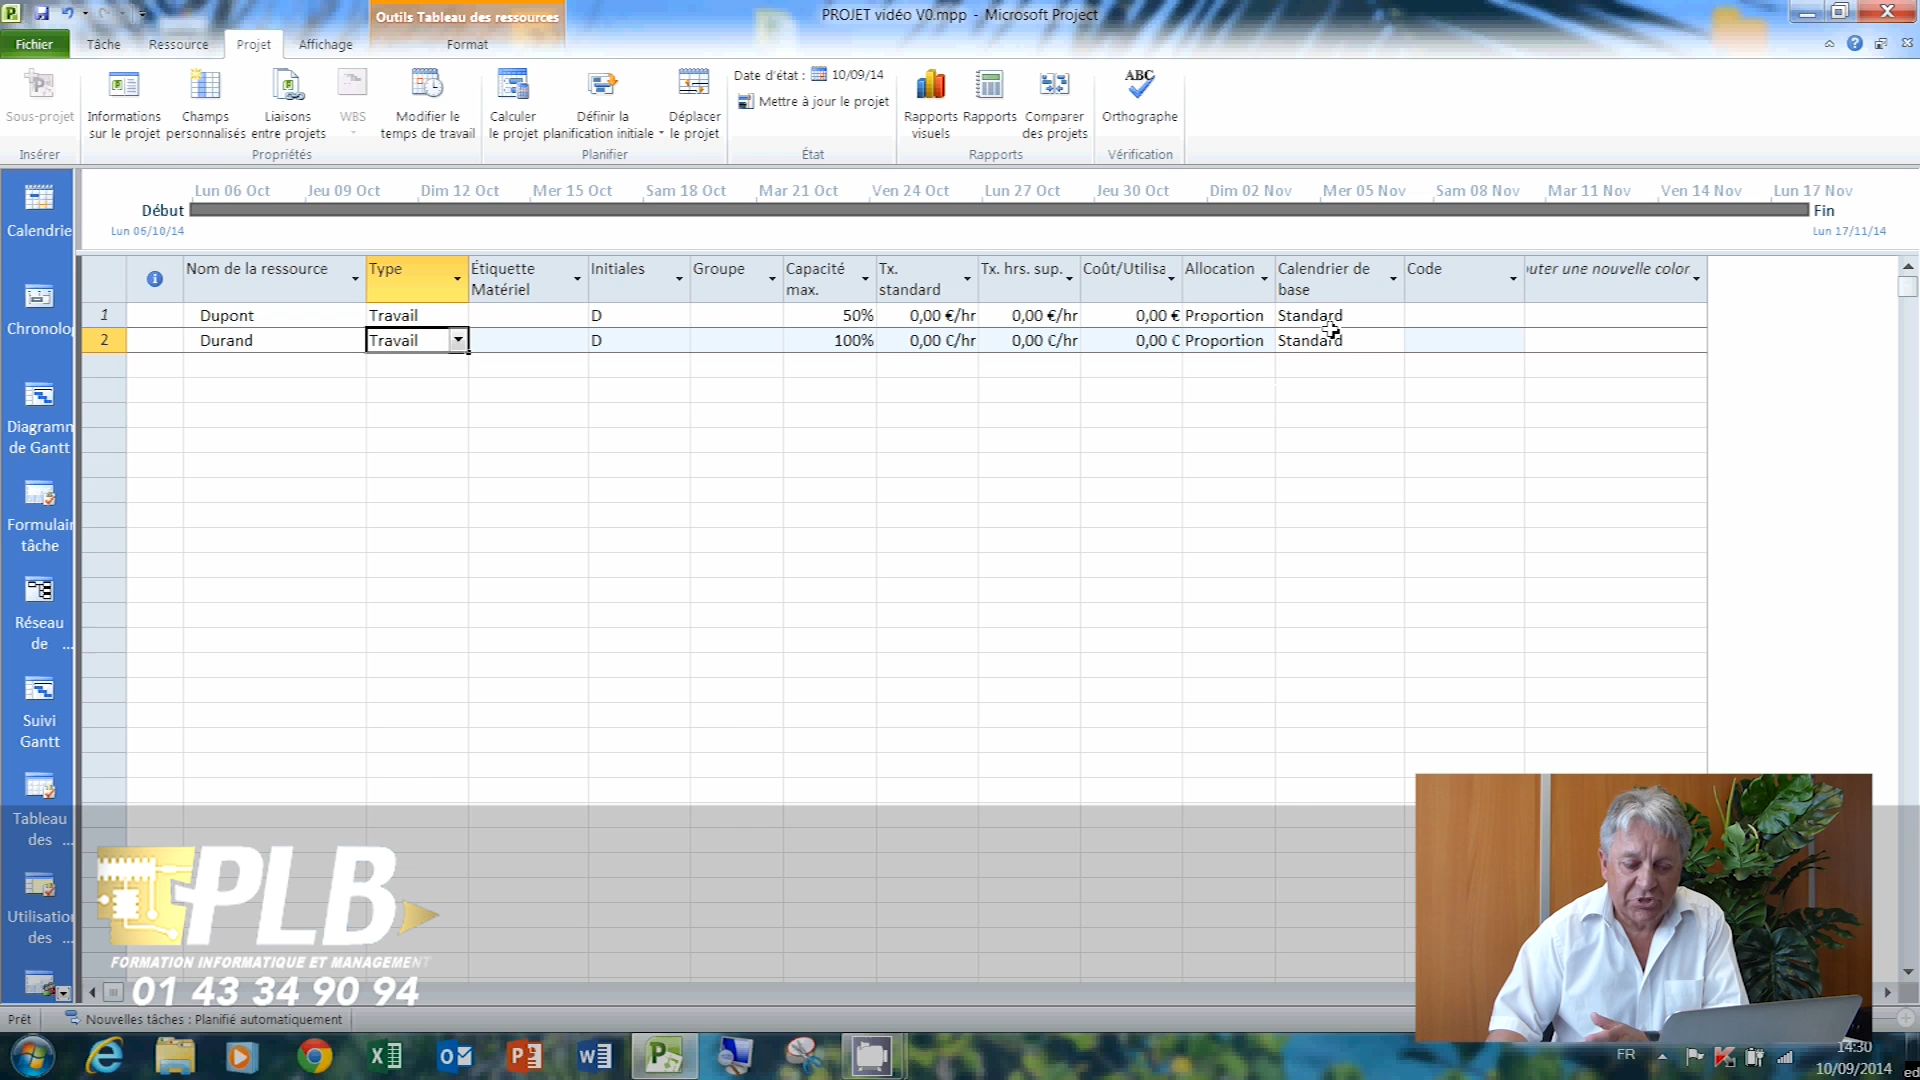 Outils Tableau des ressources
PROJET vidéo V0.mpp - Microsoft Project
Fichier Tâche Ressource Projet Affichage Format
Sous-projet
Informations sur le projet
Champs personnalisés
Liaisons entre projets
WBS
Modifier le temps de travail
Calculer le projet
Définir la planification initiale
Déplacer le projet
Date d'état : 10/09/14
Mettre à jour le projet
Rapports visuels
Rapports
Comparer des projets
ABC
Orthographe
Insérer Propriétés Planifier État Rapports Vérification
Lun 06 Oct Jeu 09 Oct Dim 12 Oct Mer 15 Oct Sam 18 Oct Mar 21 Oct Ven 24 Oct Lun 27 Oct Jeu 30 Oct Dim 02 Nov Mer 05 Nov Sam 08 Nov Mar 11 Nov Ven 14 Nov Lun 17 Nov
Début Fin
Lun 06/10/14 Lun 17/11/14
Calendrie
Chronolo
Diagramm
de Gantt
Formulair
tâche
Réseau
de ...
Suivi
Gantt
Tableau
des ...
Utilisatio
des ...
Nom de la ressource Type Étiquette Matériel Initiales Groupe Capacité max. Tx. standard Tx. hrs. sup. Coût/Utilisa Allocation Calendrier de base Code outer une nouvelle color
1 Dupont Travail D 50% 0,00 €/hr 0,00 €/hr 0,00 € Proportion Standard
2 Durand Travail D 100% 0,00 €/hr 0,00 €/hr 0,00 € Proportion Standard
PLB
FORMATION INFORMATIQUE ET MANAGEMENT
01 43 34 90 94
Prêt Nouvelles tâches : Planifié automatiquement
FR
14:30
10/09/2014
ed